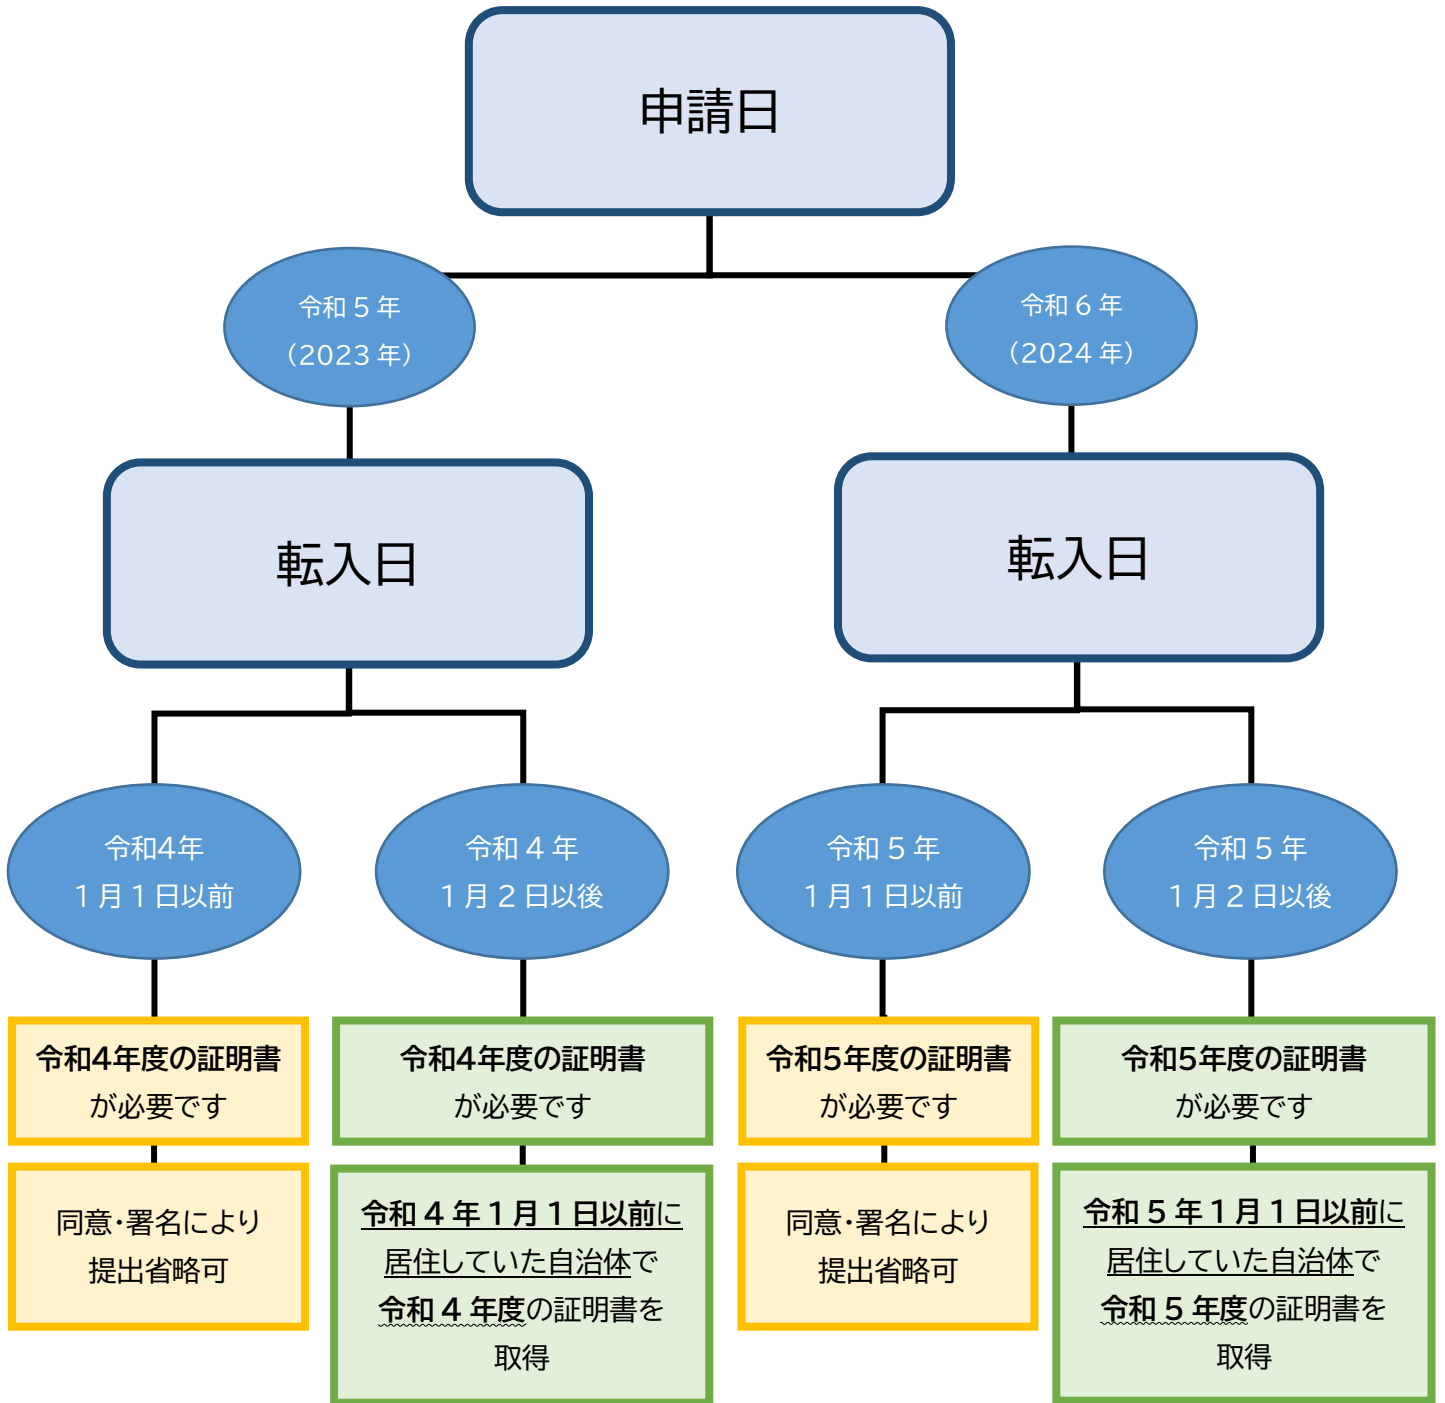 申請日
令和５年
（2023 年）
令和６年
（2024 年）
転入日
転入日
令和4年
１月１日以前
令和４年
１月２日以後
令和５年
１月１日以前
令和５年
１月２日以後
令和4年度の証明書
が必要です
令和4年度の証明書
が必要です
令和5年度の証明書
が必要です
令和5年度の証明書
が必要です
同意・署名により
提出省略可
令和４年１月１日以前に
居住していた自治体で
令和４年度の証明書を
取得
同意・署名により
提出省略可
令和５年１月１日以前に
居住していた自治体で
令和５年度の証明書を
取得